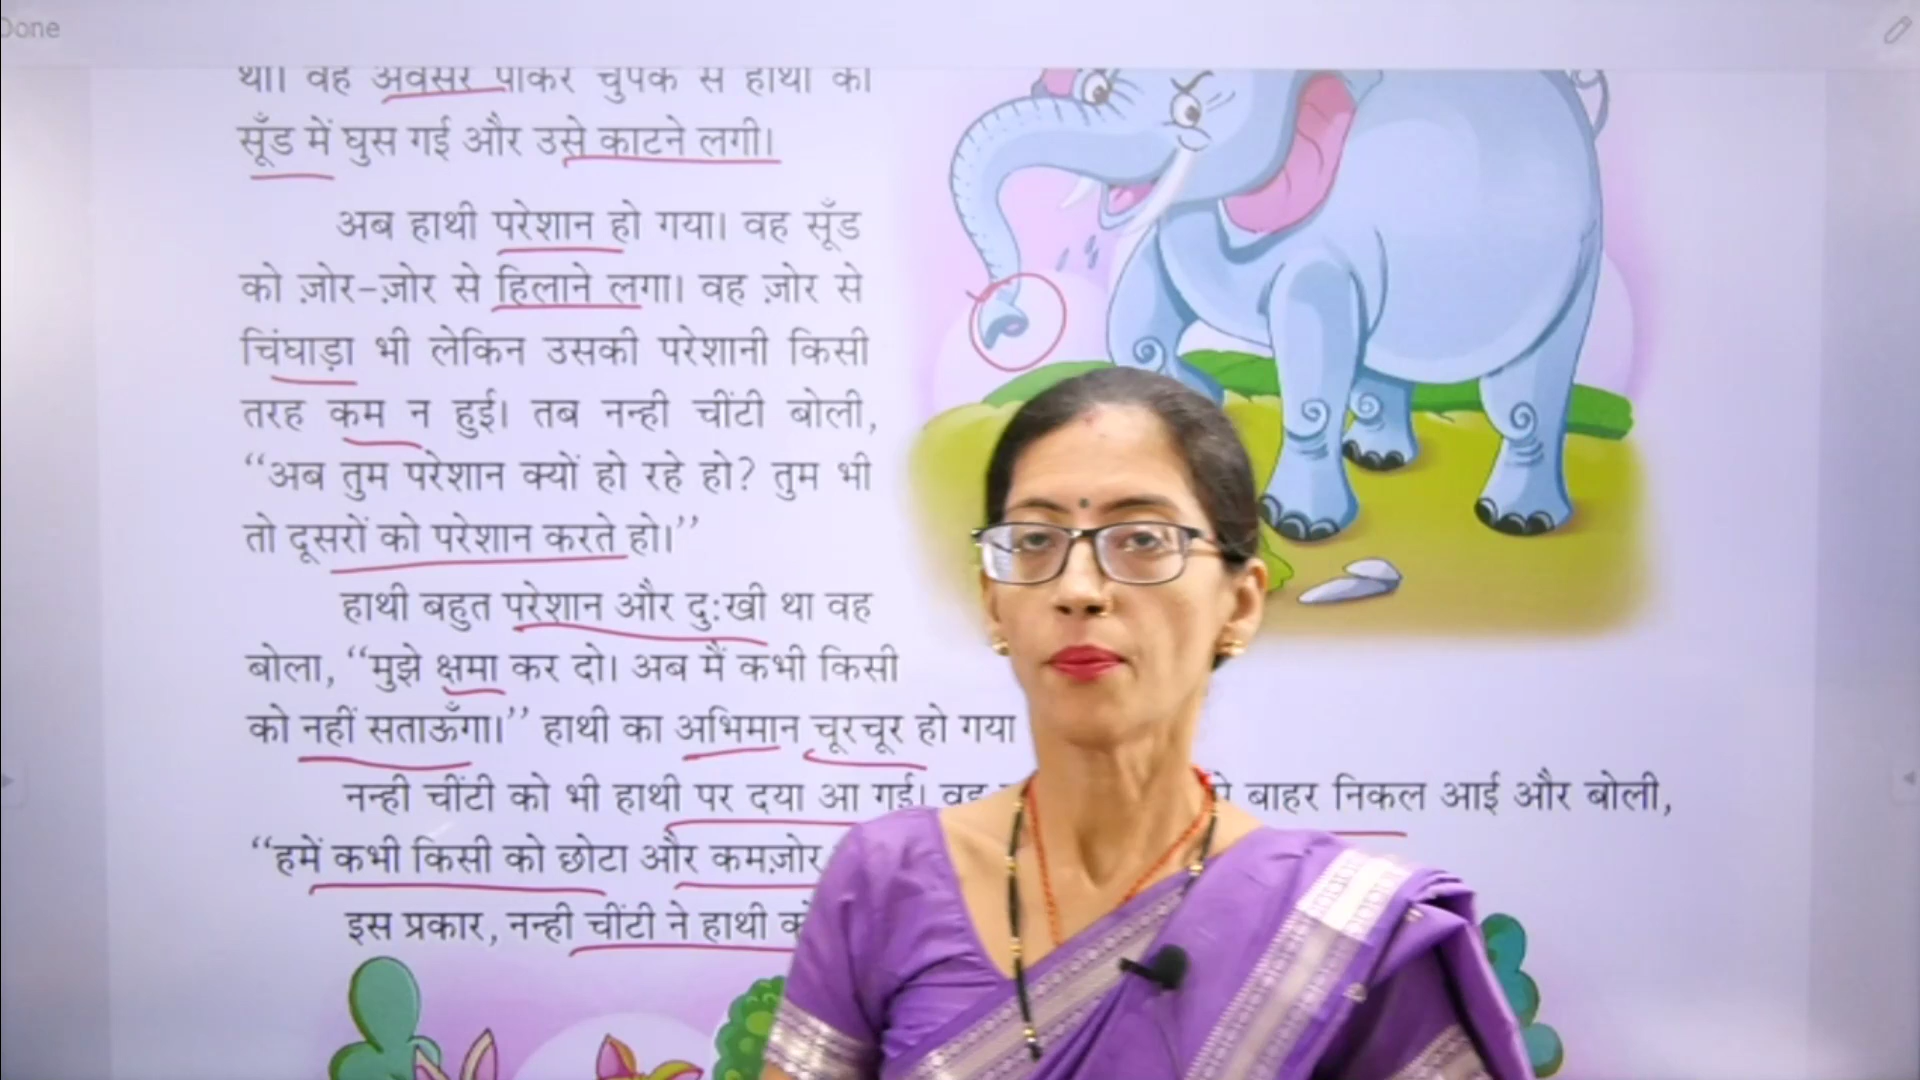 Done
था। वह अवसर पाकर चुपके से हाथी की
सूँड में घुस गई और उसे काटने लगी।
अब हाथी परेशान हो गया। वह सूँड
को ज़ोर-ज़ोर से हिलाने लगा। वह ज़ोर से
चिंघाड़ा भी लेकिन उसकी परेशानी किसी
तरह कम न हुई। तब नन्ही चींटी बोली,
“अब तुम परेशान क्यों हो रहे हो? तुम भी
तो दूसरों को परेशान करते हो।”
हाथी बहुत परेशान और दुःखी था वह
बोला, “मुझे क्षमा कर दो। अब मैं कभी किसी
को नहीं सताऊँगा।” हाथी का अभिमान चूरचूर हो गया
नन्ही चींटी को भी हाथी पर दया आ गई। वह बाहर निकल आई और बोली,
“हमें कभी किसी को छोटा और कमज़ोर
इस प्रकार, नन्ही चींटी ने हाथी